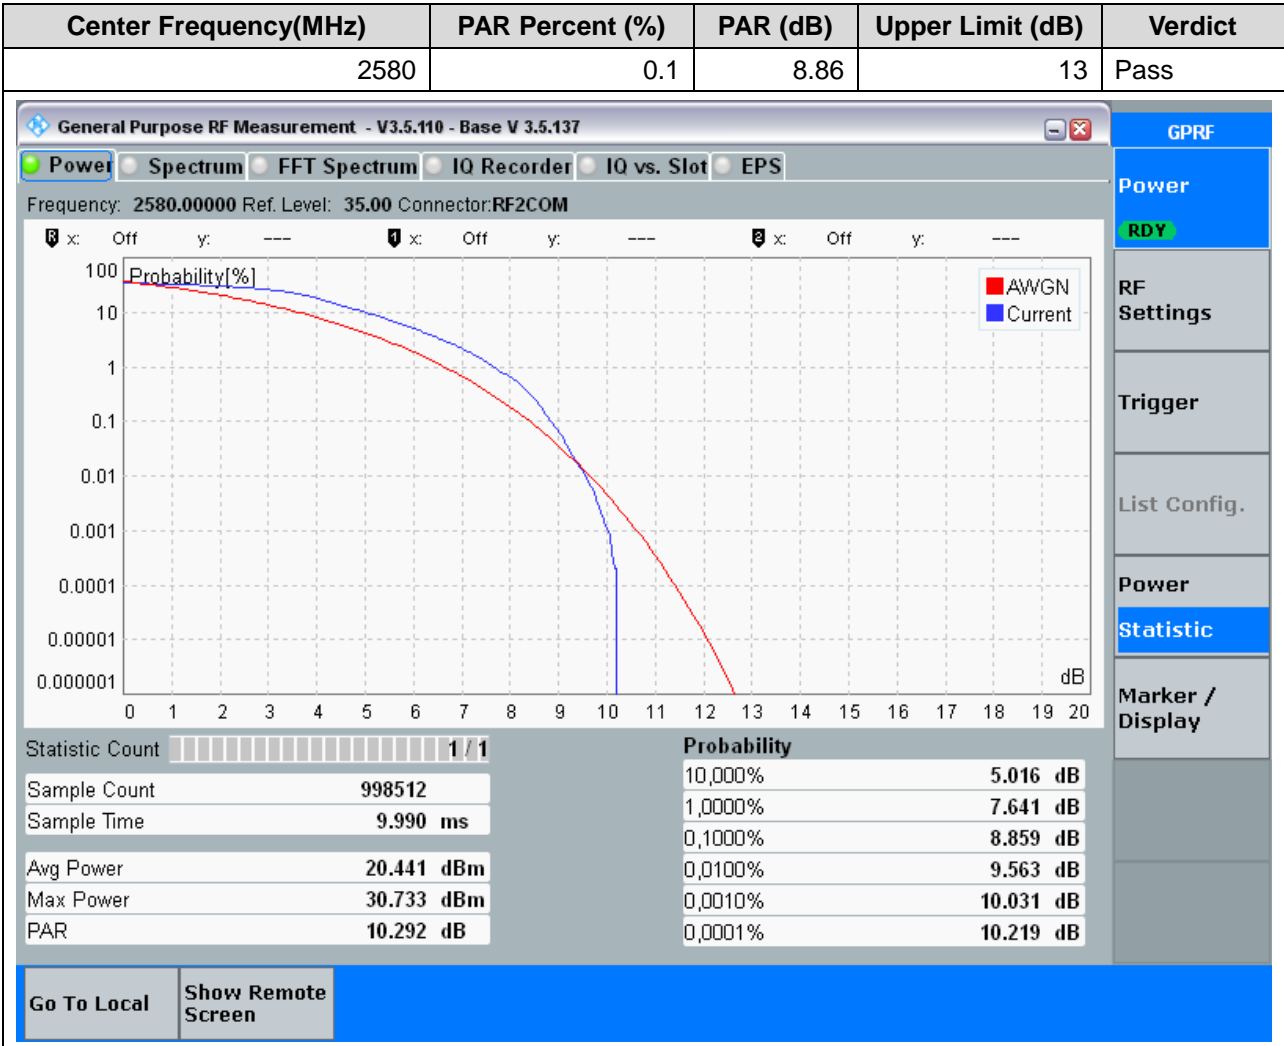 Center Frequency(MHz) PAR Percent (%) PAR (dB) Upper Limit (dB) Verdict
2580 0.1 8.86 13 Pass
General Purpose RF Measurement - V3.5.110 - Base V 3.5.137
GPRF
Power Spectrum FFT Spectrum IQ Recorder IQ vs. Slot EPS
Frequency: 2580.00000 Ref. Level: 35.00 Connector:RF2COM
R x: Off y: --- 1 x: Off y: --- 2 x: Off y: ---
Probability[%]
AWGN
Current
100
10
1
0.1
0.01
0.001
0.0001
0.00001
0.000001
dB
0 1 2 3 4 5 6 7 8 9 10 11 12 13 14 15 16 17 18 19 20
Statistic Count 1 / 1
Sample Count 998512
Sample Time 9.990 ms
Avg Power 20.441 dBm
Max Power 30.733 dBm
PAR 10.292 dB
Probability
10,000% 5.016 dB
1,0000% 7.641 dB
0,1000% 8.859 dB
0,0100% 9.563 dB
0,0010% 10.031 dB
0,0001% 10.219 dB
Power
RDY
RF
Settings
Trigger
List Config.
Power
Statistic
Marker /
Display
Go To Local
Show Remote
Screen